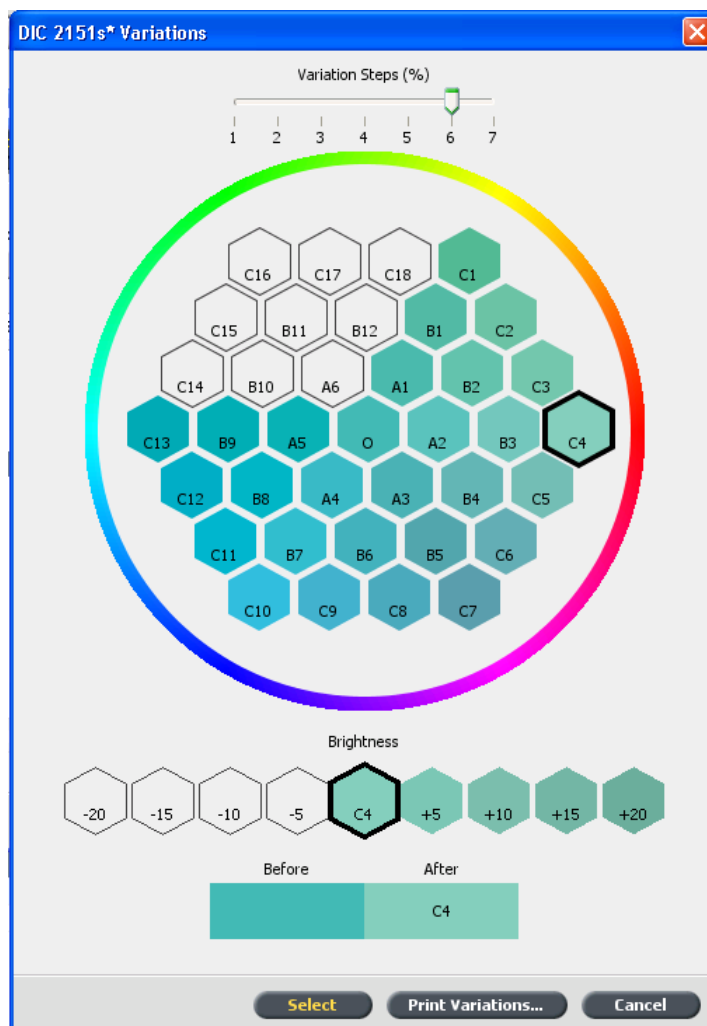 DIC 2151s* Variations
Variation Steps (%)
1 2 3 4 5 6 7
C16 C17 C18 C1
C15 B11 B12 B1 C2
C14 B10 A6 A1 B2 C3
C13 B9 A5 O A2 B3 C4
C12 B8 A4 A3 B4 C5
C11 B7 B6 B5 C6
C10 C9 C8 C7
Brightness
-20 -15 -10 -5 C4 +5 +10 +15 +20
Before After
C4
Select Print Variations... Cancel